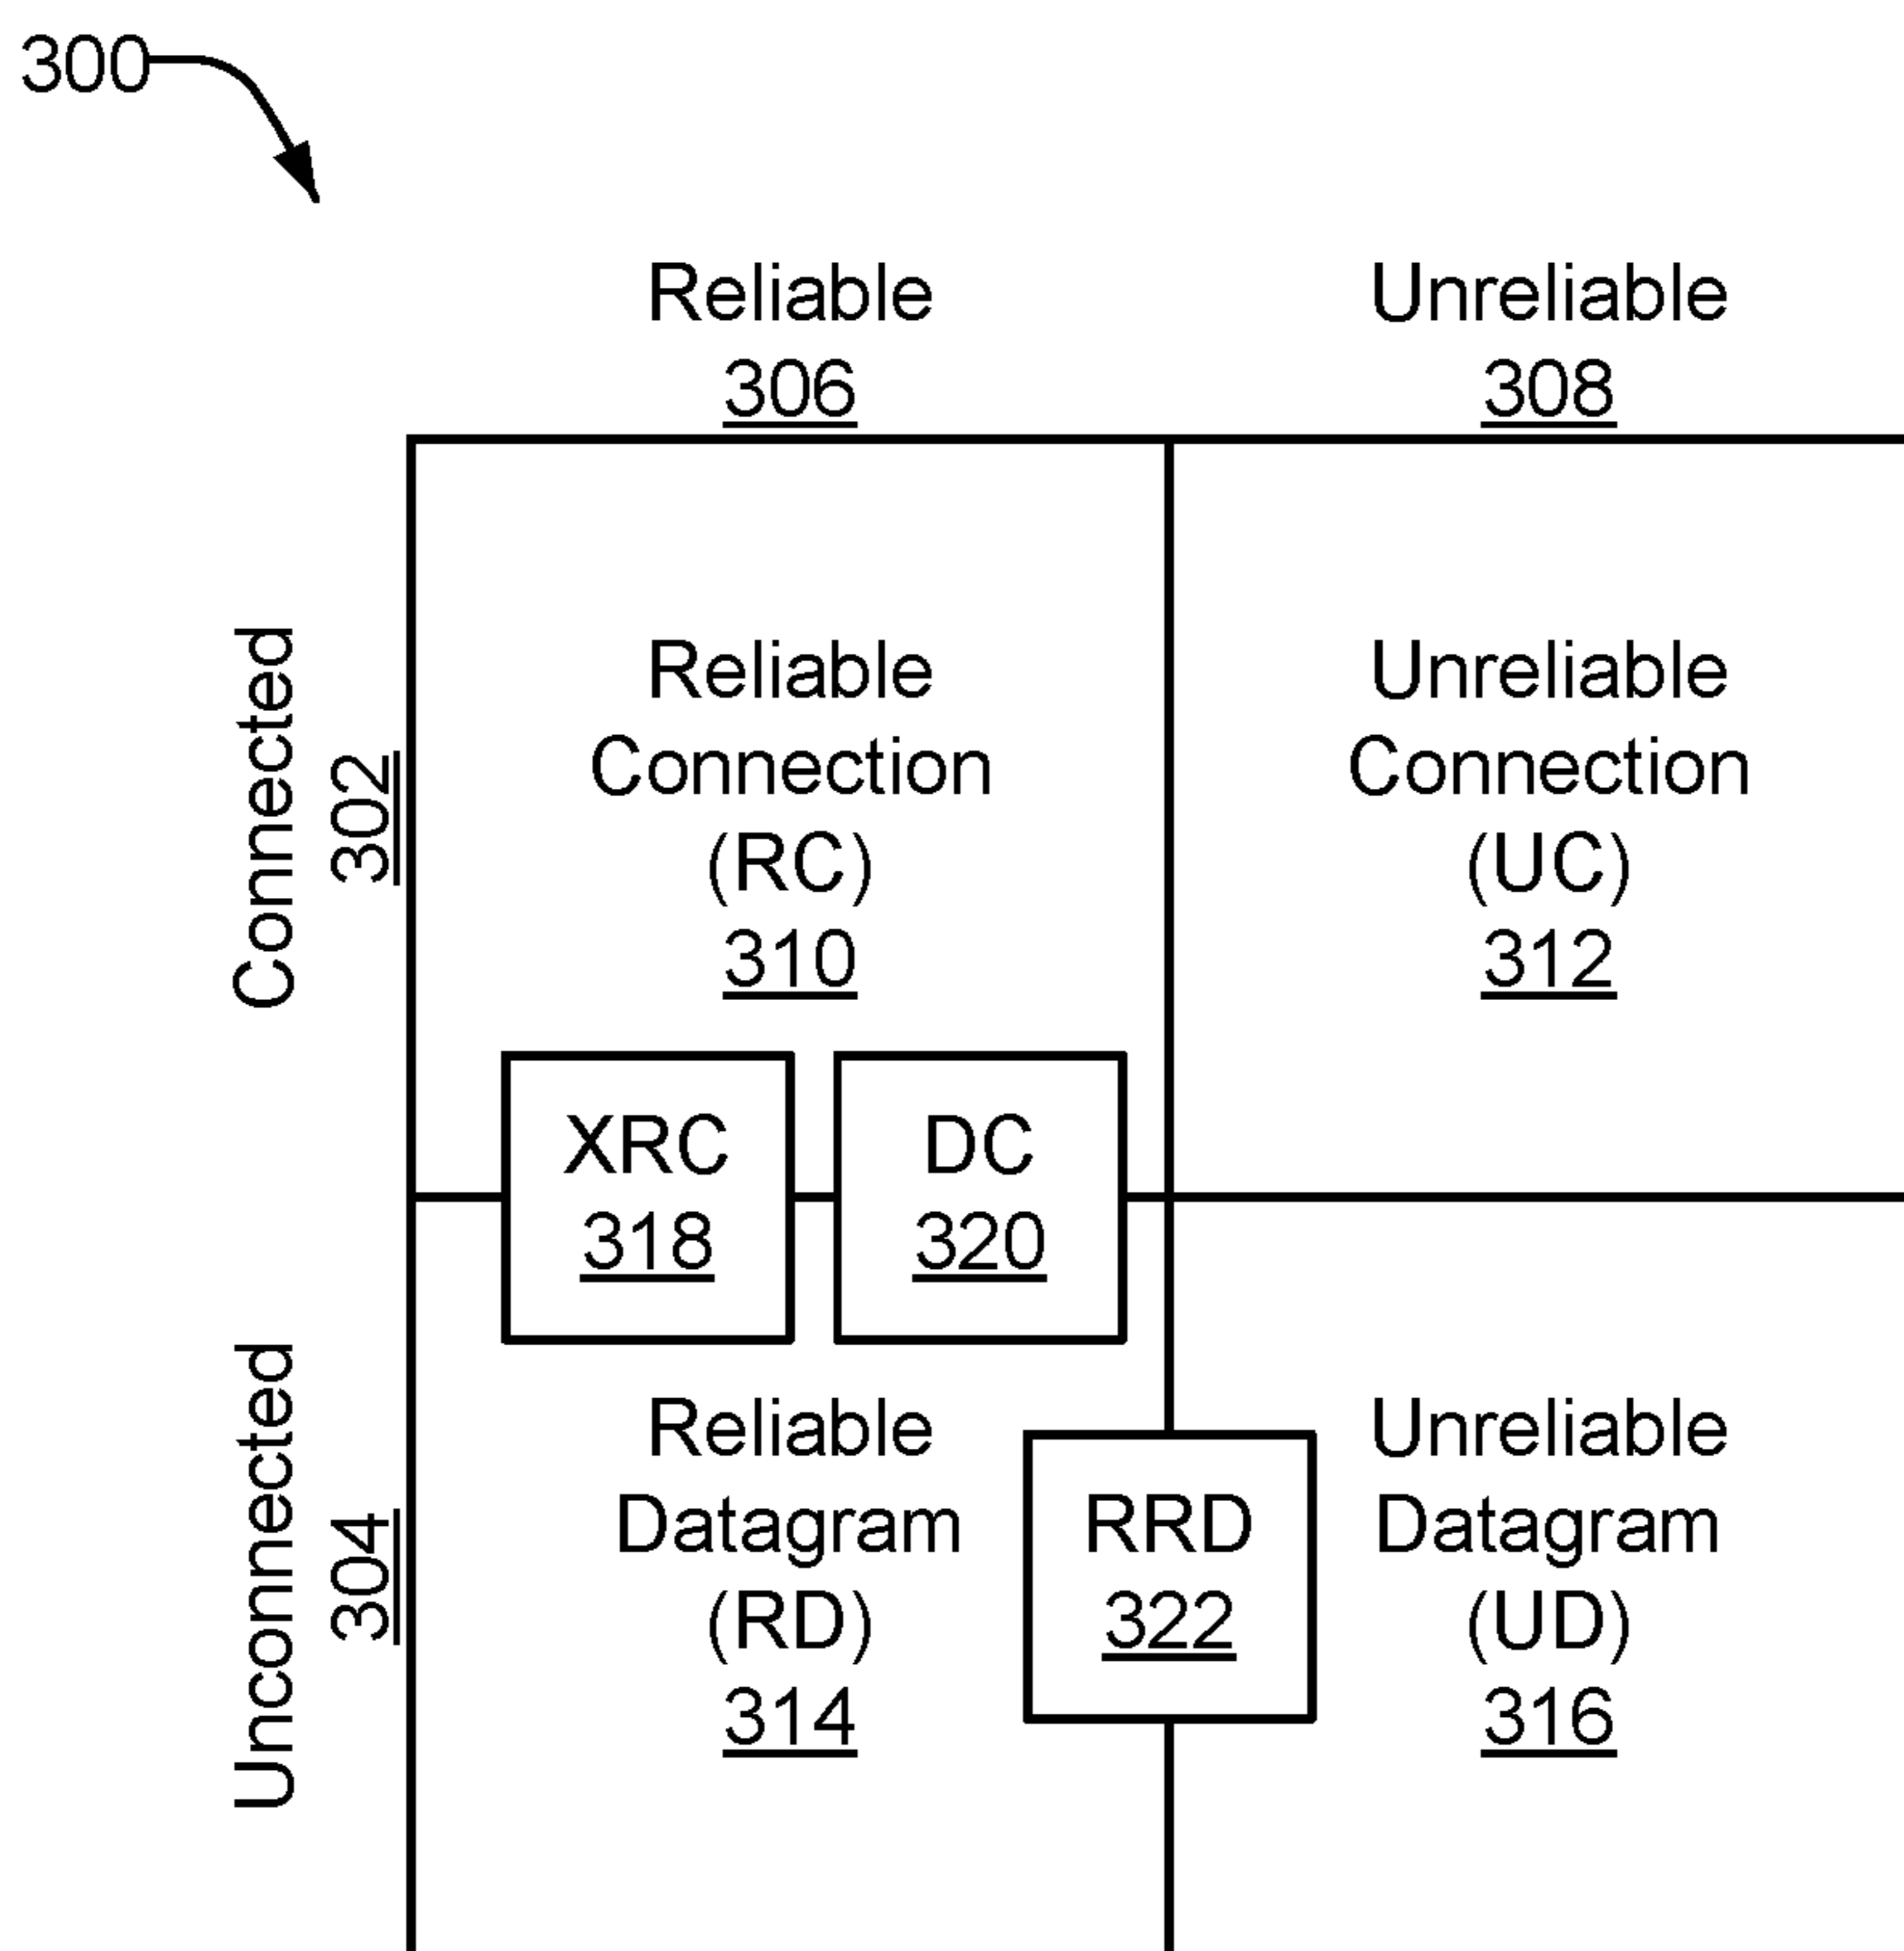 300
Reliable
306
Unreliable
308
Connected
302
Reliable
Connection
(RC)
310
Unreliable
Connection
(UC)
312
XRC
318
DC
320
Unconnected
304
Reliable
Datagram
(RD)
314
RRD
322
Unreliable
Datagram
(UD)
316